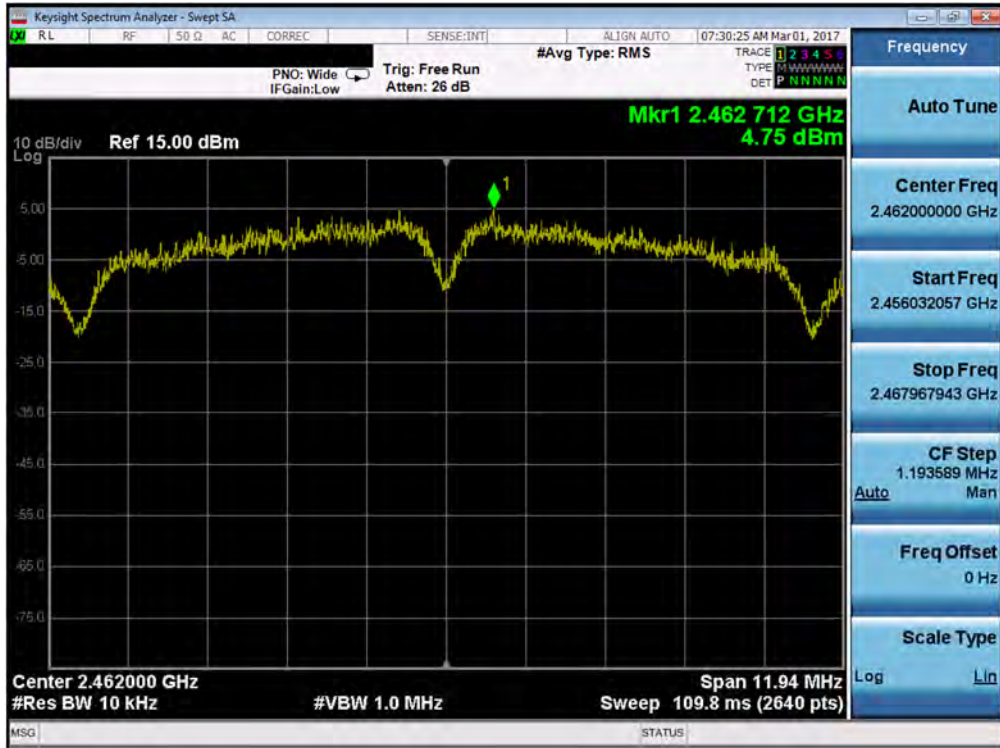 Keysight Spectrum Analyzer - Swept SA
LXI RL RF 50 Ω AC CORREC SENSE:INT ALIGN AUTO 07:30:25 AM Mar 01, 2017
#Avg Type: RMS
TRACE 1 2 3 4 5 6
TYPE M WWWWW
DET P N N N N N
PNO: Wide
IFGain:Low
Trig: Free Run
Atten: 26 dB
Mkr1 2.462 712 GHz
4.75 dBm
10 dB/div Ref 15.00 dBm
Log
1
5.00
-5.00
-15.0
-25.0
-35.0
-45.0
-55.0
-65.0
-75.0
Center 2.462000 GHz
Span 11.94 MHz
#Res BW 10 kHz
#VBW 1.0 MHz
Sweep 109.8 ms (2640 pts)
MSG
STATUS
Frequency
Auto Tune
Center Freq
2.462000000 GHz
Start Freq
2.456032057 GHz
Stop Freq
2.467967943 GHz
CF Step
1.193589 MHz
Auto Man
Freq Offset
0 Hz
Scale Type
Log Lin